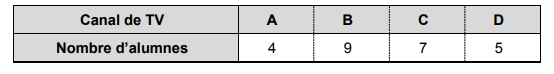 Canal de TV A B C D
Nombre d'alumnes 4 9 7 5